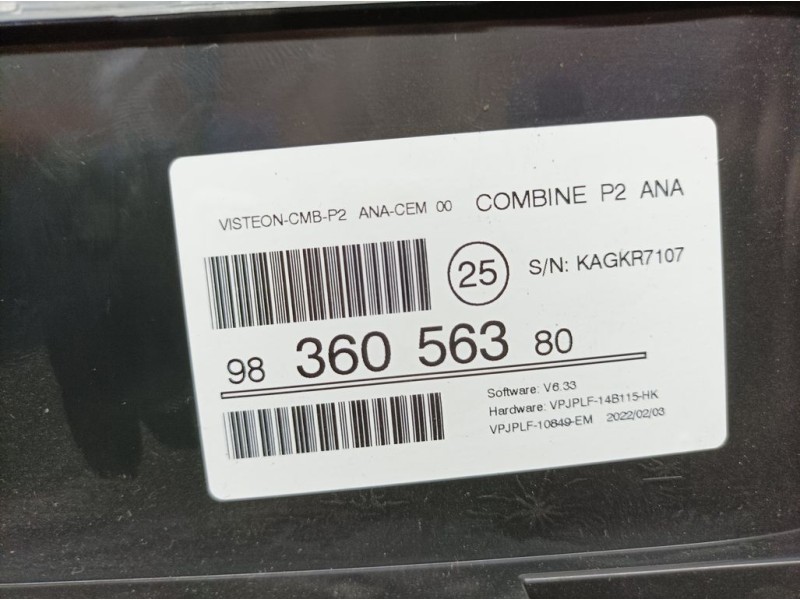 VISTEON-CMB-P2 ANA-CEM 00 COMBINE P2 ANA
25 S/N: KAGKR7107
98 360 563 80
Software: V6.33
Hardware: VPJPLF-14B115-HK
VPJPLF-10849-EM 2022/02/03